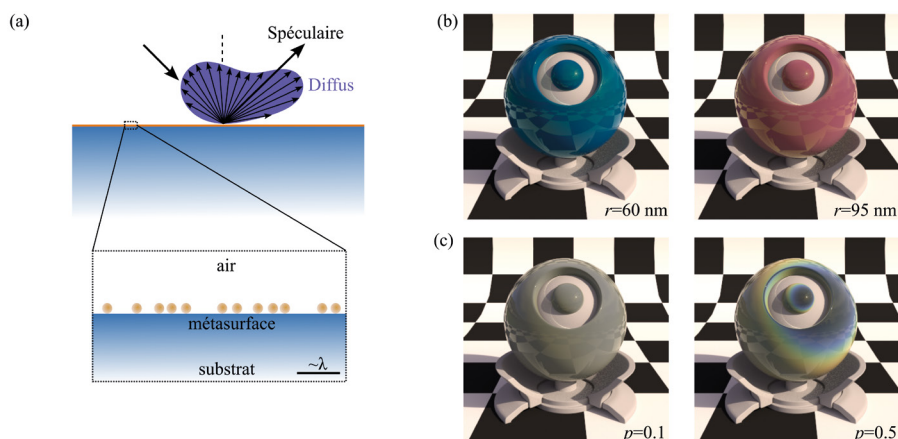 (a)
Spéculaire
Diffus
air
métasurface
substrat
~λ
(b)
r=60 nm
r=95 nm
(c)
p=0.1
p=0.5